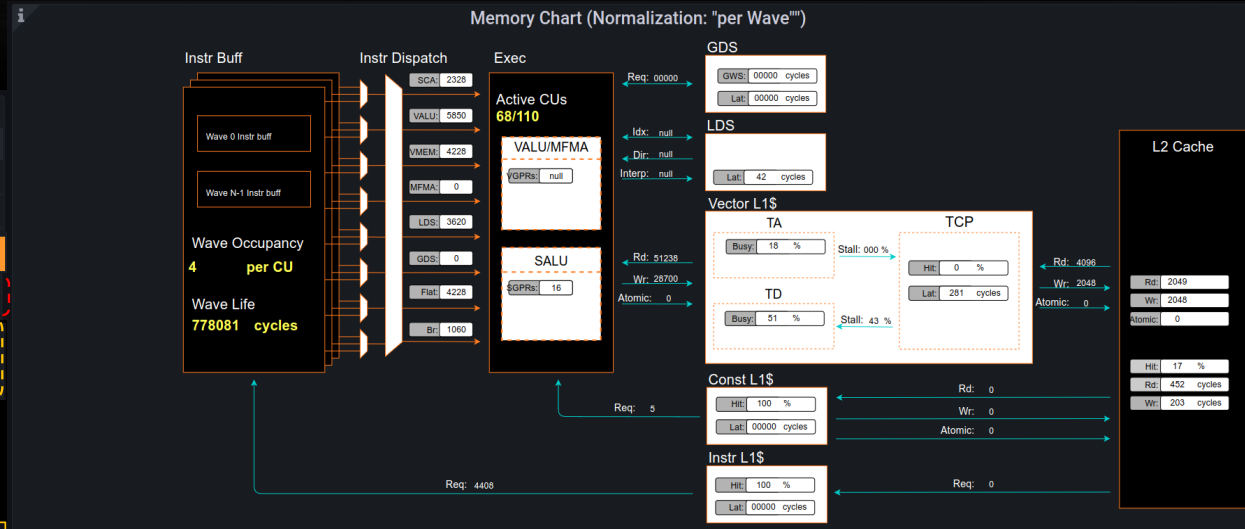 Memory Chart (Normalization: "per Wave"")
Instr Buff
Wave 0 Instr buff
Wave N-1 Instr buff
Wave Occupancy
4 per CU
Wave Life
778081 cycles
Instr Dispatch
SCA: 2328
VALU: 5850
VMEM: 4228
MFMA: 0
LDS: 3620
GDS: 0
Flat: 4228
Br: 1060
Exec
Active CUs
68/110
VALU/MFMA
VGPRs: null
SALU
SGPRs: 16
Req: 00000
Idx: null
Dir: null
Interp: null
Rd: 51238
Wr: 28700
Atomic: 0
GDS
GWS: 00000 cycles
Lat: 00000 cycles
LDS
Lat: 42 cycles
Vector L1$
TA
Busy: 18 %
TD
Busy: 51 %
Stall: 000 %
Stall: 43 %
TCP
Hit: 0 %
Lat: 281 cycles
Rd: 4096
Wr: 2048
Atomic: 0
L2 Cache
Rd: 2049
Wr: 2048
Atomic: 0
Hit: 17 %
Rd: 452 cycles
Wr: 203 cycles
Const L1$
Hit: 100 %
Lat: 00000 cycles
Req: 5
Rd: 0
Wr: 0
Atomic: 0
Instr L1$
Hit: 100 %
Lat: 00000 cycles
Req: 4408
Req: 0